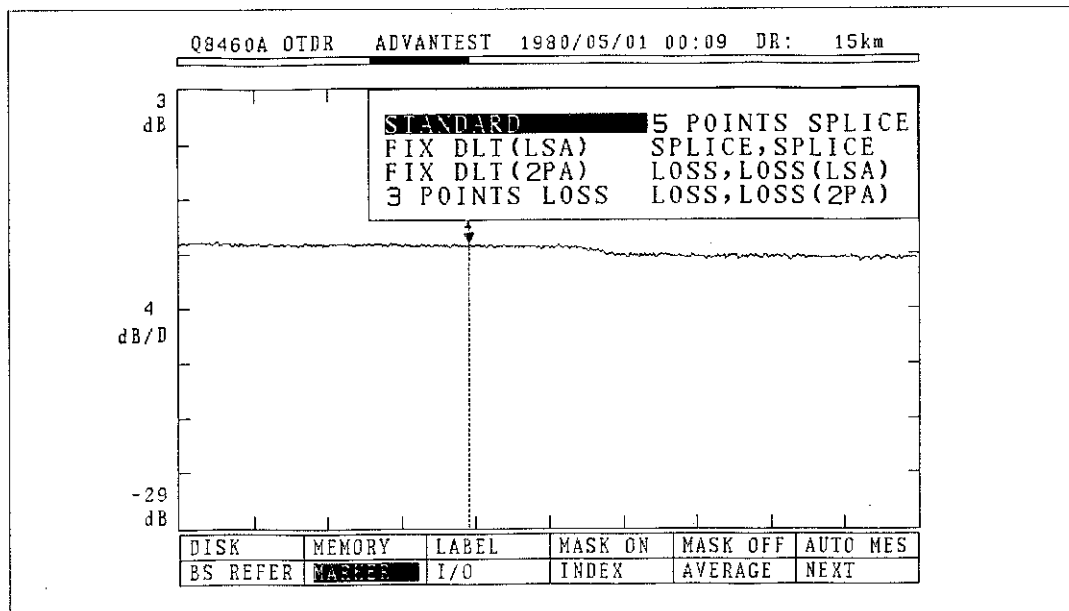 Q8460A OTDR ADVANTEST 1980/05/01 00:09 DR: 15km
3
dB
STANDARD 5 POINTS SPLICE
FIX DLT(LSA) SPLICE,SPLICE
FIX DLT(2PA) LOSS,LOSS(LSA)
3 POINTS LOSS LOSS,LOSS(2PA)
4
dB/D
-29
dB
DISK MEMORY LABEL MASK ON MASK OFF AUTO MES
BS REFER MARKER I/O INDEX AVERAGE NEXT